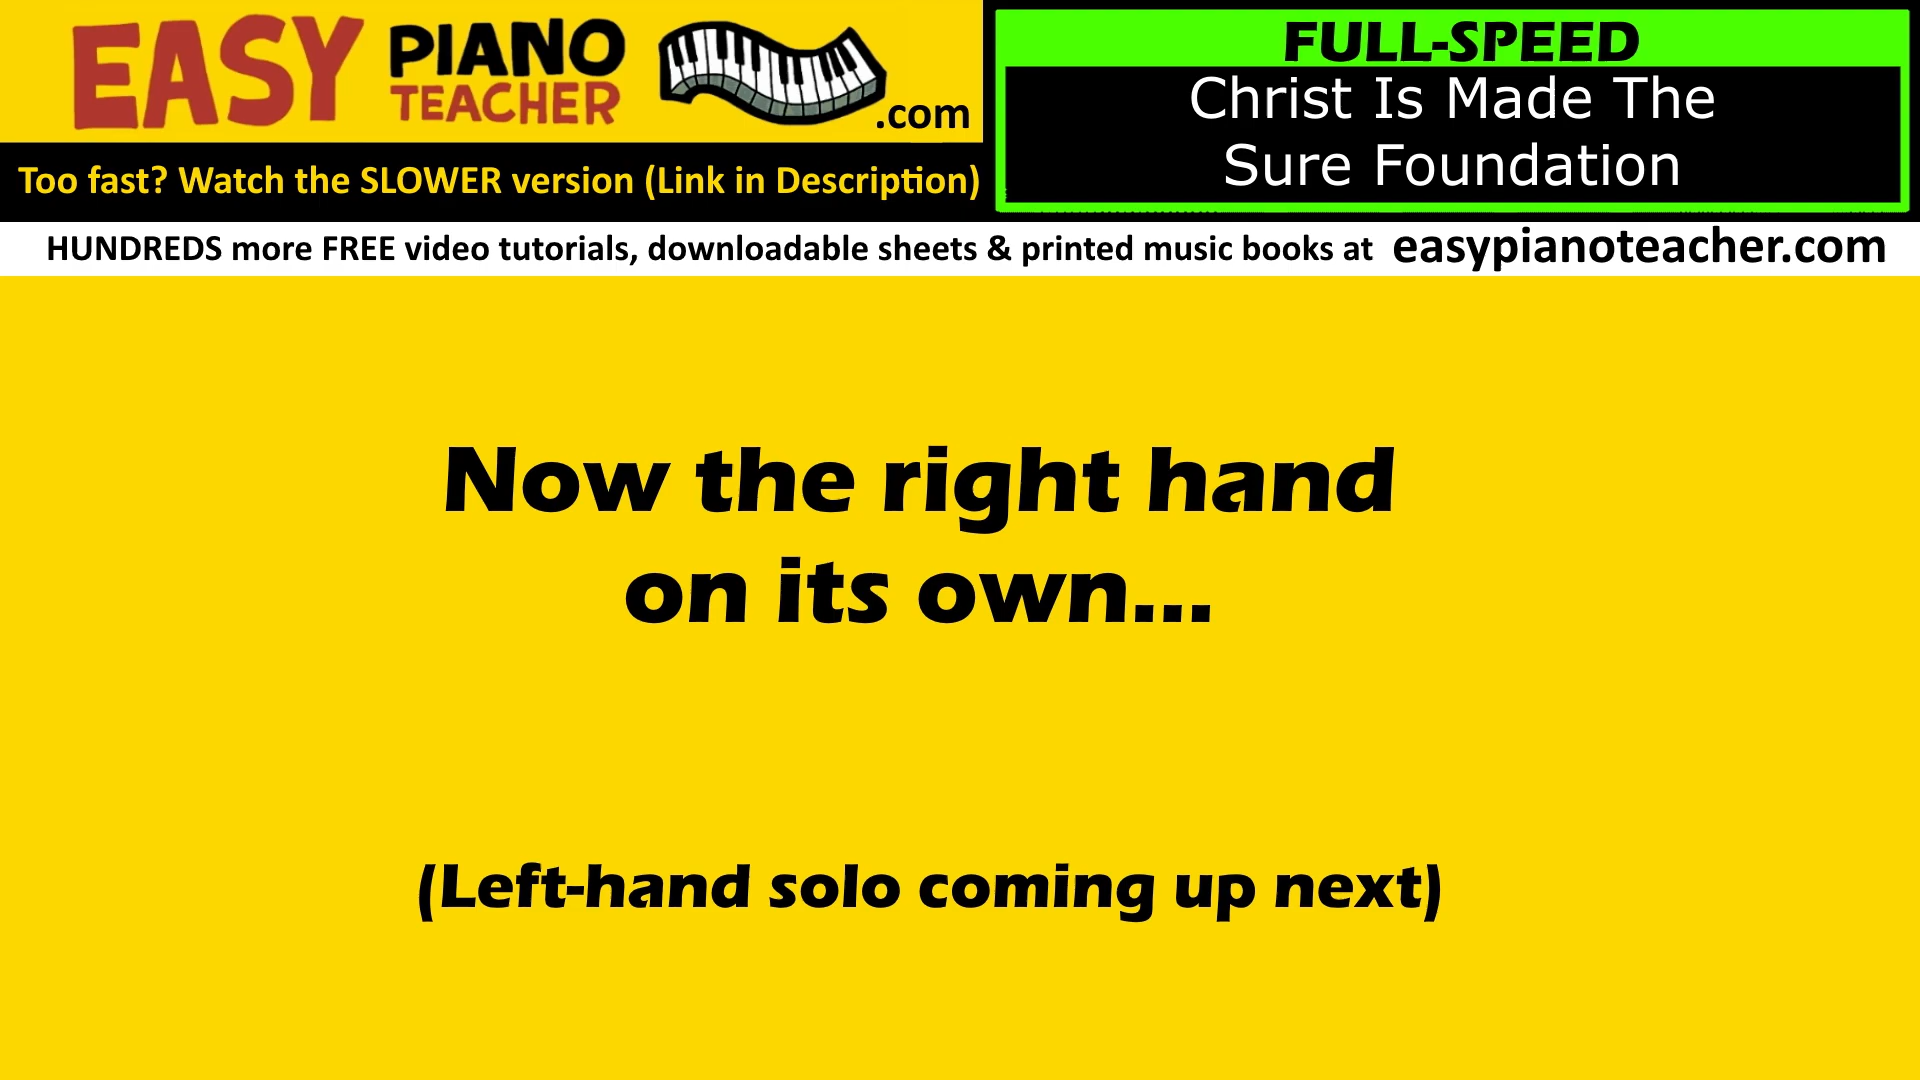 EASY PIANO TEACHER .com
Too fast? Watch the SLOWER version (Link in Description)
FULL-SPEED
Christ Is Made The
Sure Foundation
HUNDREDS more FREE video tutorials, downloadable sheets & printed music books at easypianoteacher.com
Now the right hand
on its own...
(Left-hand solo coming up next)